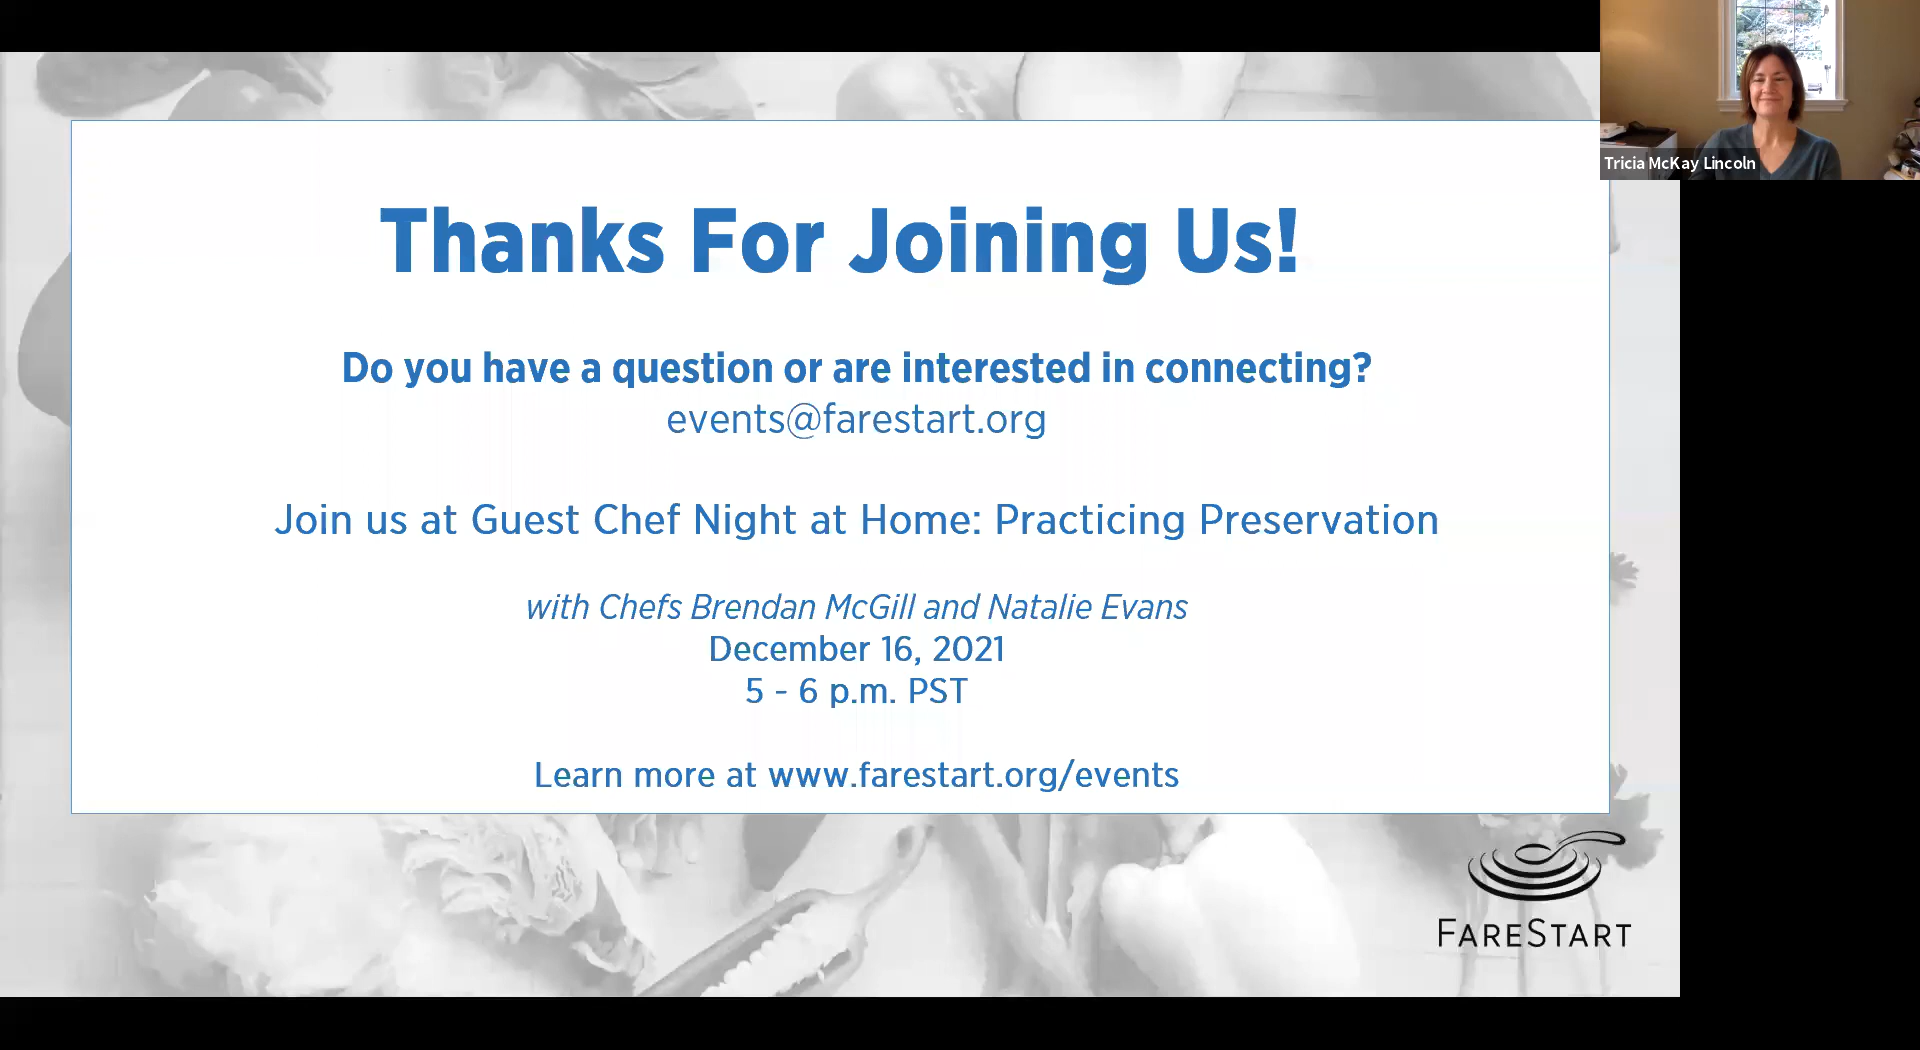 Tricia McKay Lincoln
Thanks For Joining Us!
Do you have a question or are interested in connecting?
events@farestart.org
Join us at Guest Chef Night at Home: Practicing Preservation
with Chefs Brendan McGill and Natalie Evans
December 16, 2021
5 - 6 p.m. PST
Learn more at www.farestart.org/events
FARESTART